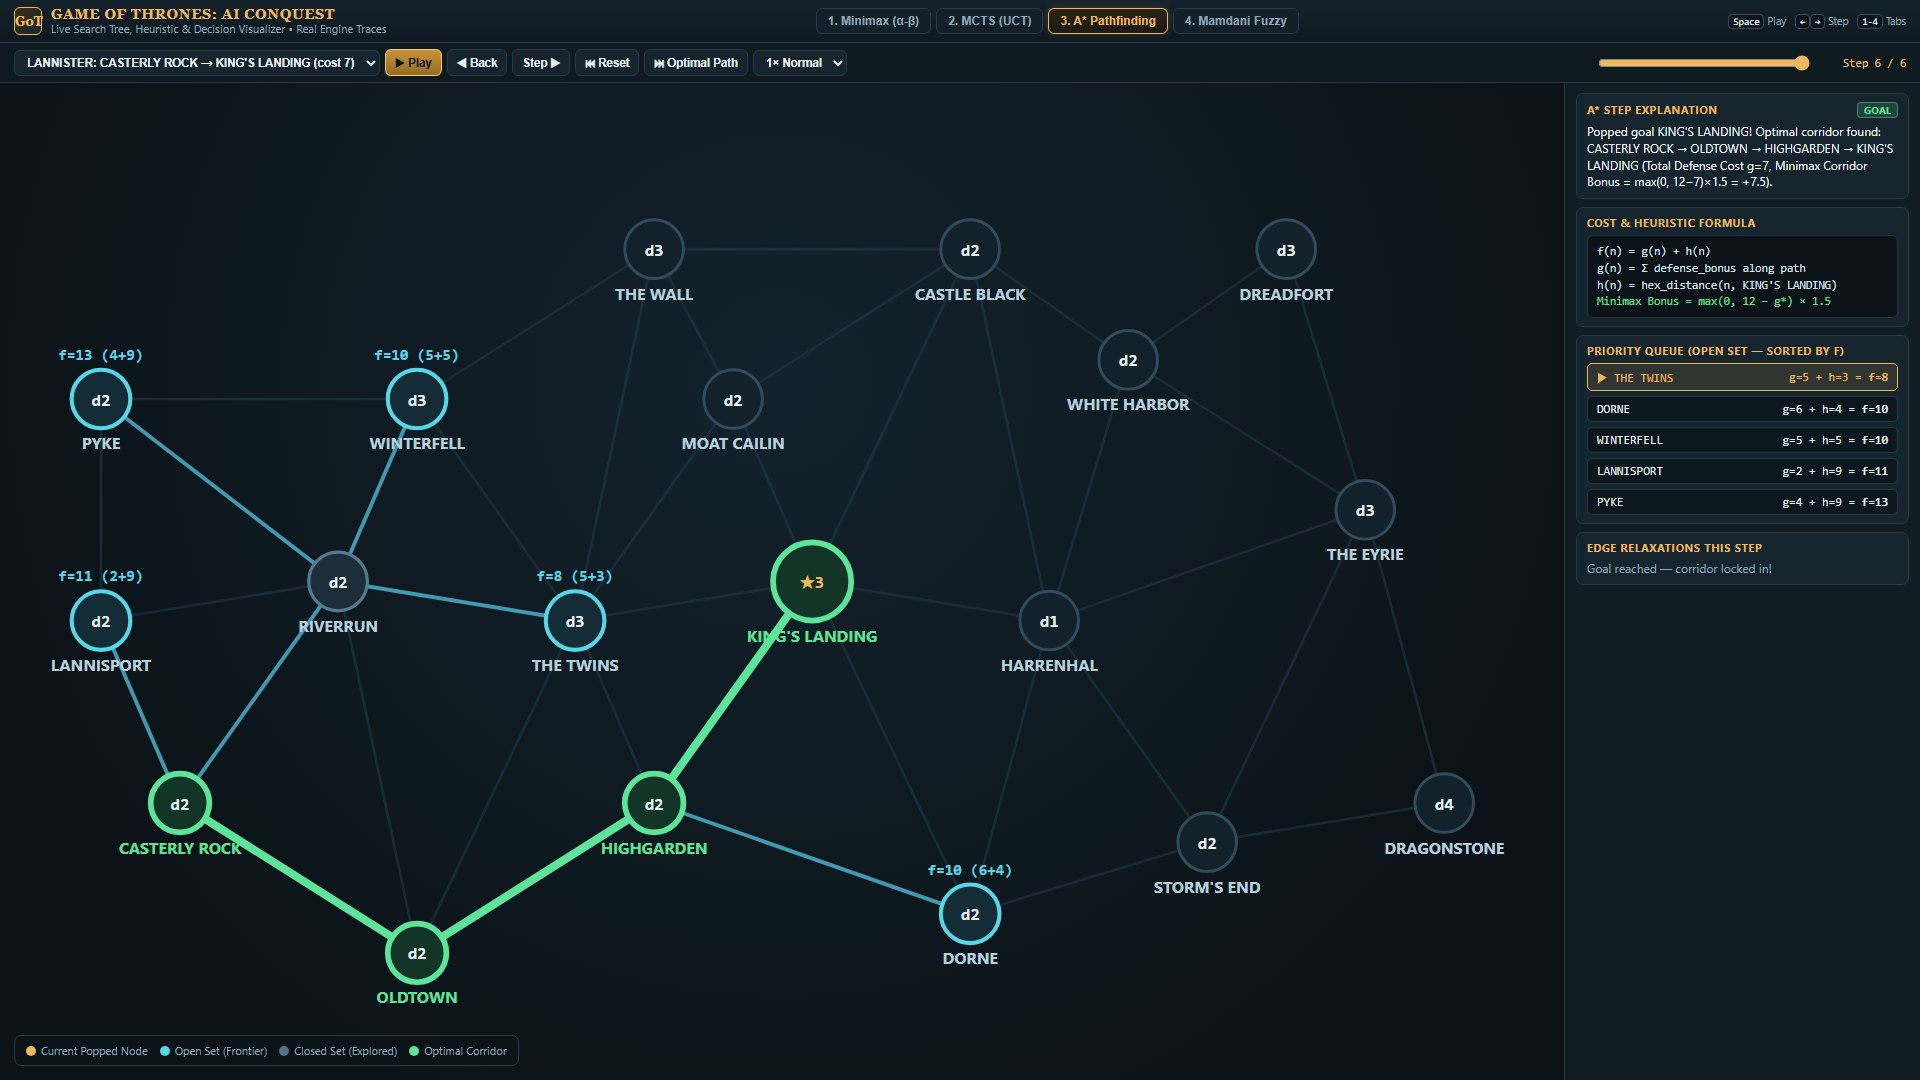 GoT
GAME OF THRONES: AI CONQUEST
Live Search Tree, Heuristic & Decision Visualizer • Real Engine Traces
1. Minimax (α-β)
2. MCTS (UCT)
3. A* Pathfinding
4. Mamdani Fuzzy
Space Play ← → Step 1-4 Tabs
LANNISTER: CASTERLY ROCK → KING'S LANDING (cost 7)
▶ Play
◀ Back
Step ▶
⏮ Reset
⏭ Optimal Path
1× Normal
Step 6 / 6
d3
THE WALL
d2
CASTLE BLACK
d3
DREADFORT
f=13 (4+9)
d2
PYKE
f=10 (5+5)
d3
WINTERFELL
d2
MOAT CAILIN
d2
WHITE HARBOR
d3
THE EYRIE
f=11 (2+9)
d2
LANNISPORT
d2
RIVERRUN
f=8 (5+3)
d3
THE TWINS
★3
KING'S LANDING
d1
HARRENHAL
d2
CASTERLY ROCK
d2
HIGHGARDEN
d2
STORM'S END
d4
DRAGONSTONE
d2
OLDTOWN
f=10 (6+4)
d2
DORNE
Current Popped Node
Open Set (Frontier)
Closed Set (Explored)
Optimal Corridor
A* STEP EXPLANATION
GOAL
Popped goal KING'S LANDING! Optimal corridor found:
CASTERLY ROCK → OLDTOWN → HIGHGARDEN → KING'S
LANDING (Total Defense Cost g=7, Minimax Corridor
Bonus = max(0, 12−7)×1.5 = +7.5).
COST & HEURISTIC FORMULA
f(n) = g(n) + h(n)
g(n) = Σ defense_bonus along path
h(n) = hex_distance(n, KING'S LANDING)
Minimax Bonus = max(0, 12 − g*) × 1.5
PRIORITY QUEUE (OPEN SET — SORTED BY F)
▶ THE TWINS g=5 + h=3 = f=8
DORNE g=6 + h=4 = f=10
WINTERFELL g=5 + h=5 = f=10
LANNISPORT g=2 + h=9 = f=11
PYKE g=4 + h=9 = f=13
EDGE RELAXATIONS THIS STEP
Goal reached — corridor locked in!